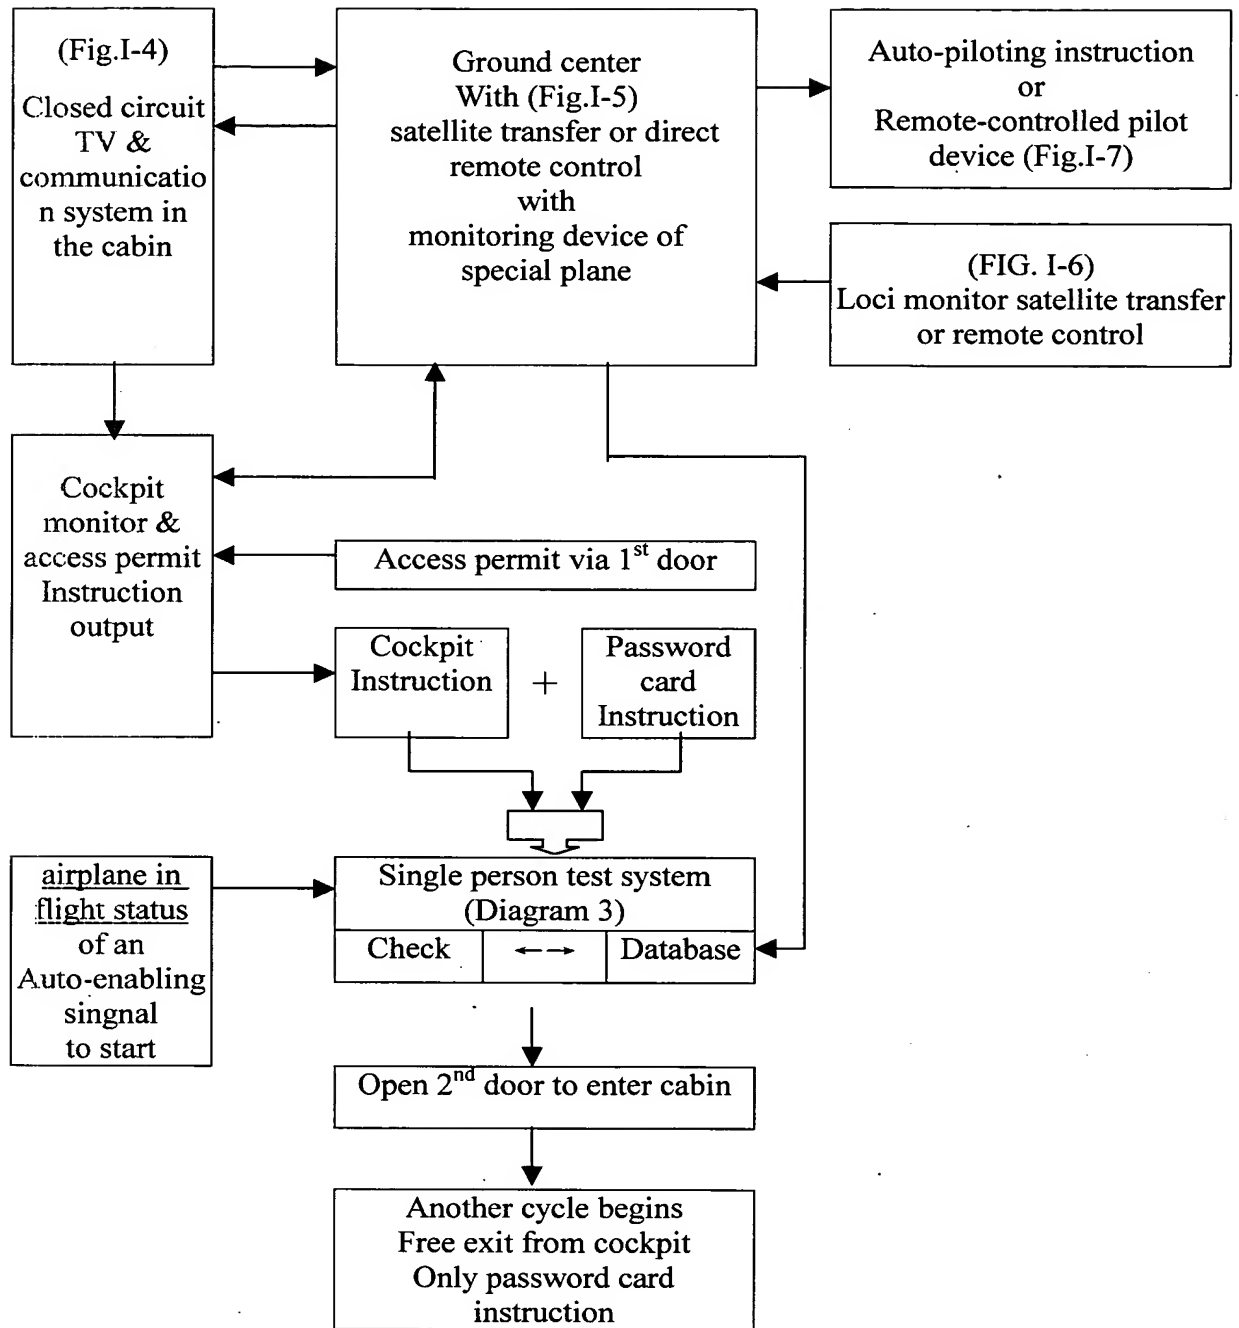 (Fig.I-4)
Closed circuit
TV &
communicatio
n system in
the cabin
Ground center
With (Fig.I-5)
satellite transfer or direct
remote control
with
monitoring device of
special plane
Auto-piloting instruction
or
Remote-controlled pilot
device (Fig.I-7)
(FIG. I-6)
Loci monitor satellite transfer
or remote control
Cockpit
monitor &
access permit
Instruction
output
Access permit via 1st door
Cockpit
Instruction
+
Password
card
Instruction
airplane in
flight status
of an
Auto-enabling
singnal
to start
Single person test system
(Diagram 3)
Check
Database
Open 2nd door to enter cabin
Another cycle begins
Free exit from cockpit
Only password card
instruction